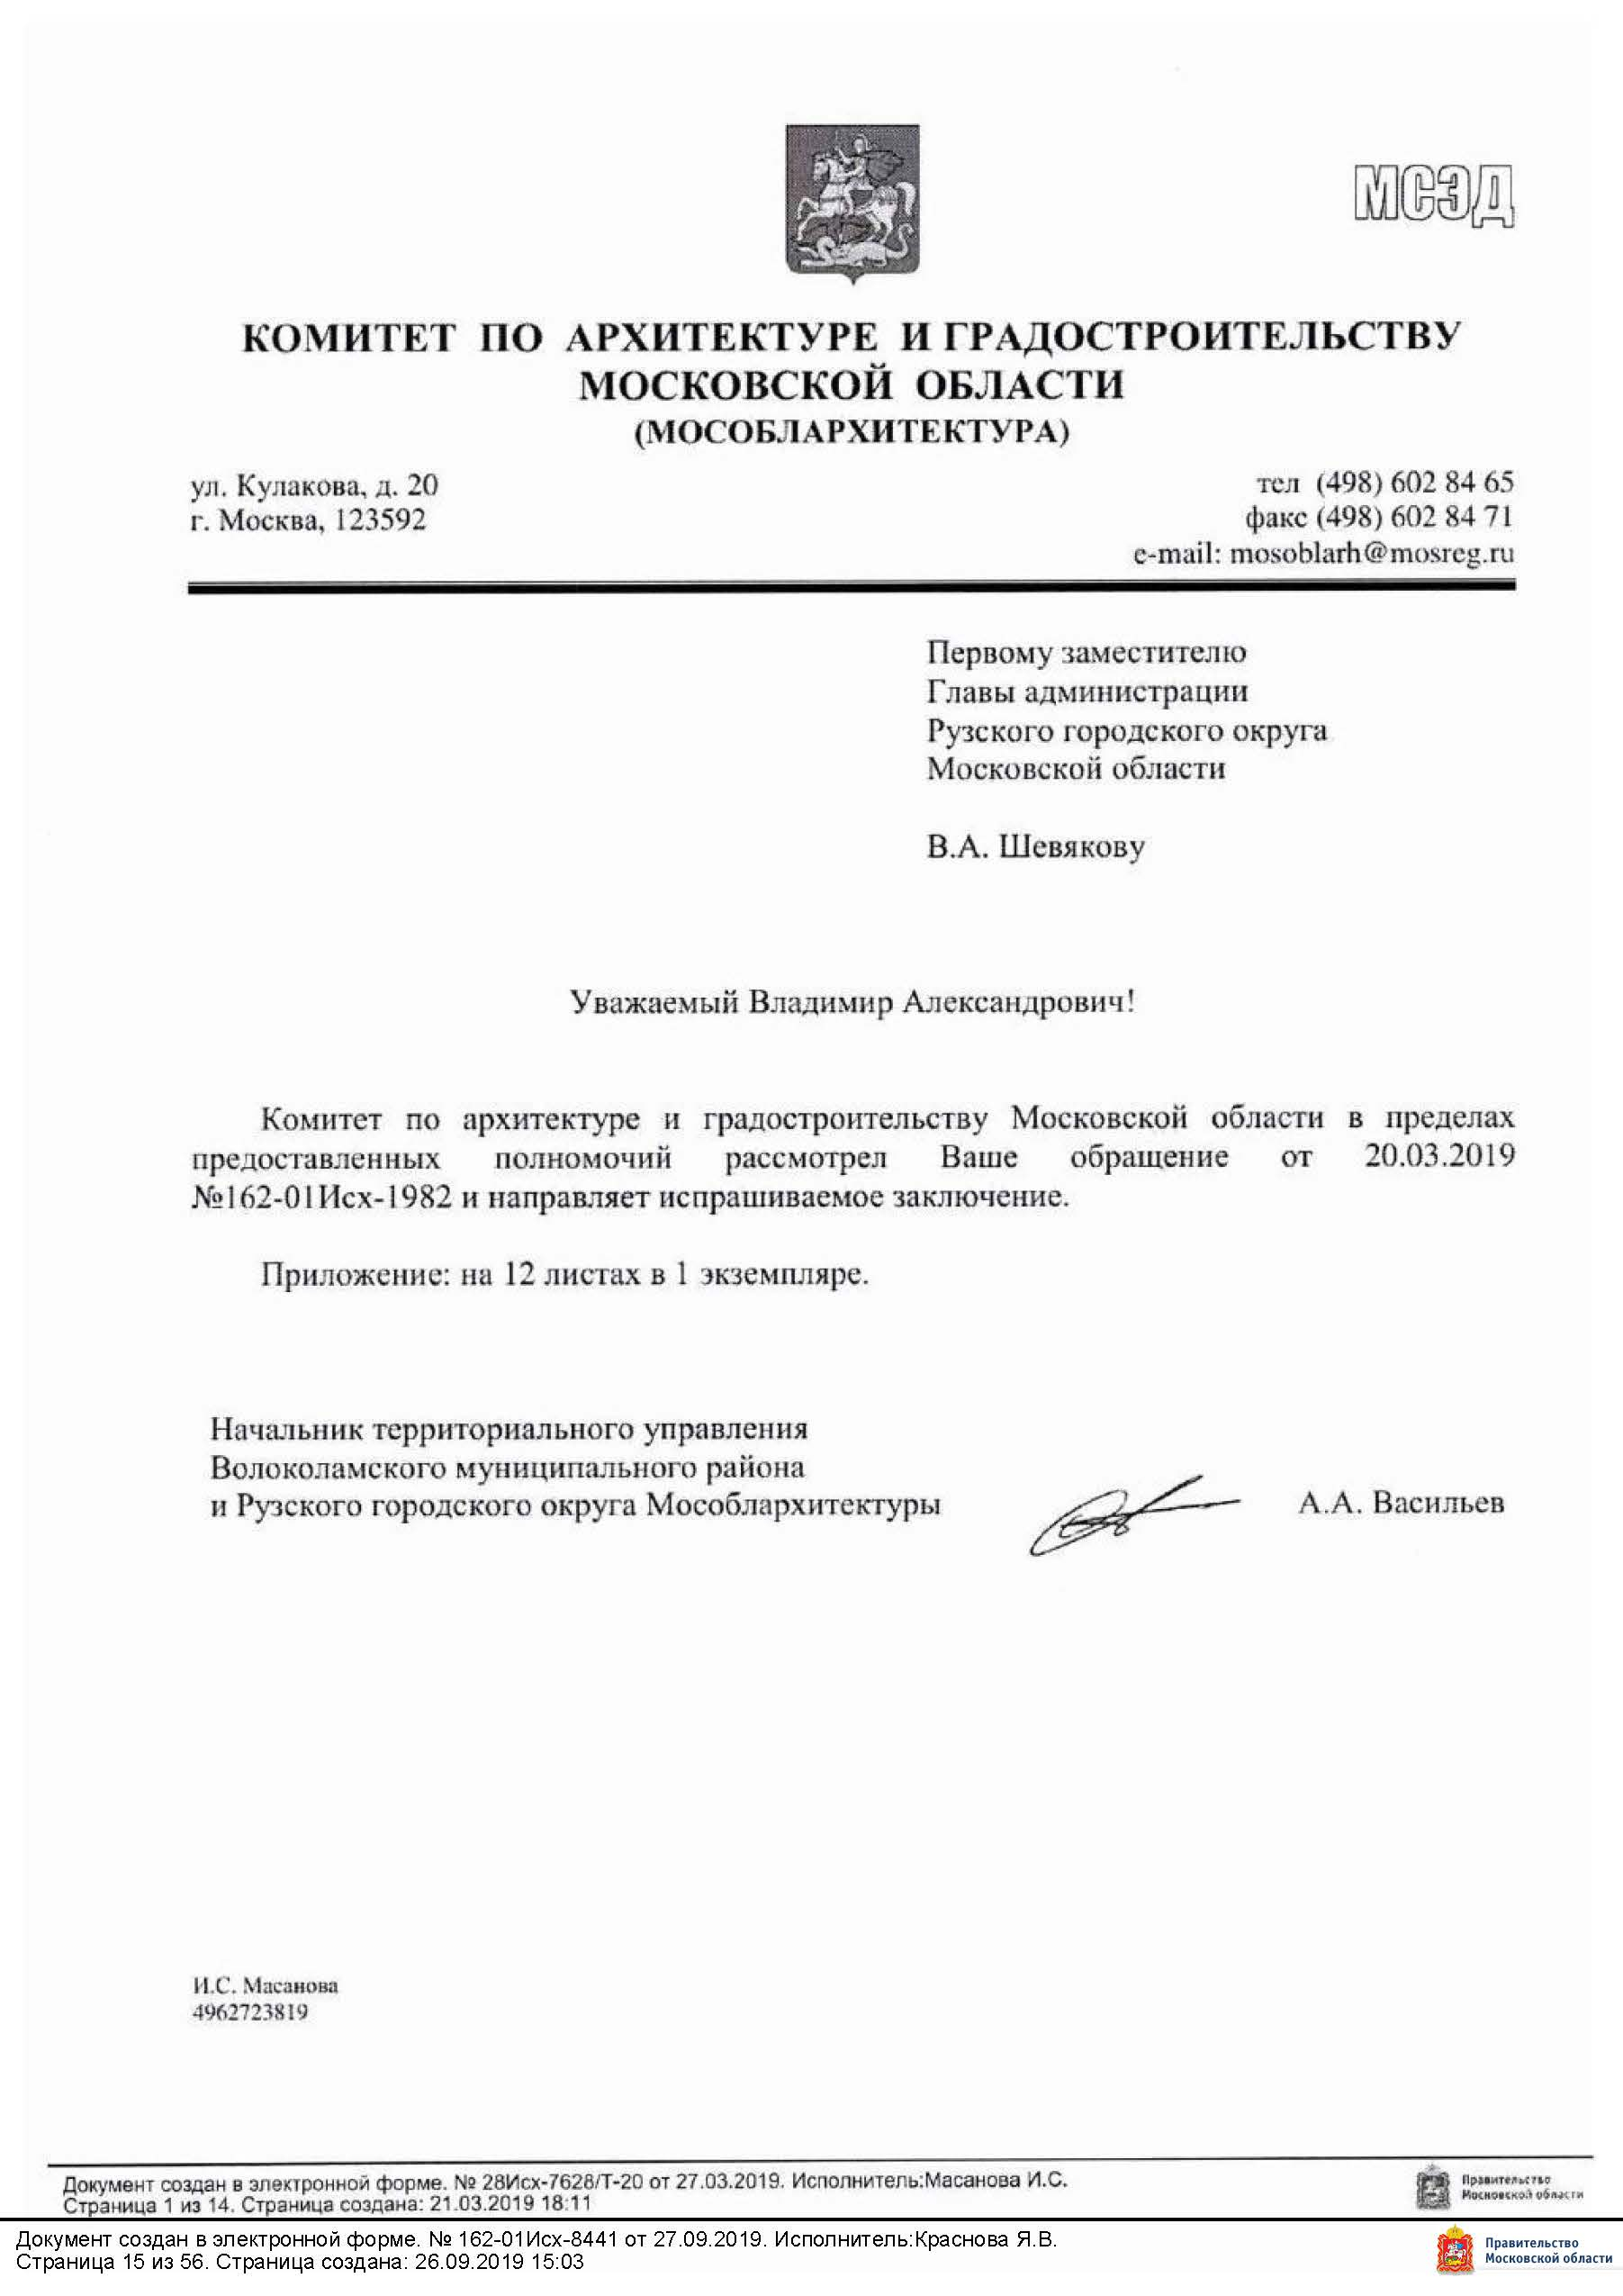 МСЭД
КОМИТЕТ ПО АРХИТЕКТУРЕ И ГРАДОСТРОИТЕЛЬСТВУ
МОСКОВСКОЙ ОБЛАСТИ
(МОСОБЛАРХИТЕКТУРА)
ул. Кулакова, д. 20
г. Москва, 123592
тел (498) 602 84 65
факс (498) 602 84 71
e-mail: mosoblarh@mosreg.ru
Первому заместителю
Главы администрации
Рузского городского округа
Московской области
В.А. Шевякову
Уважаемый Владимир Александрович!
Комитет по архитектуре и градостроительству Московской области в пределах
предоставленных полномочий рассмотрел Ваше обращение от 20.03.2019
№162-01Исх-1982 и направляет испрашиваемое заключение.
Приложение: на 12 листах в 1 экземпляре.
Начальник территориального управления
Волоколамского муниципального района
и Рузского городского округа Мособлархитектуры
А.А. Васильев
И.С. Масанова
4962723819
Документ создан в электронной форме. № 28Исх-7628/Т-20 от 27.03.2019. Исполнитель:Масанова И.С.
Страница 1 из 14. Страница создана: 21.03.2019 18:11
Правительство
Московской области
Документ создан в электронной форме. № 162-01Исх-8441 от 27.09.2019. Исполнитель:Краснова Я.В.
Страница 15 из 56. Страница создана: 26.09.2019 15:03
Правительство
Московской области